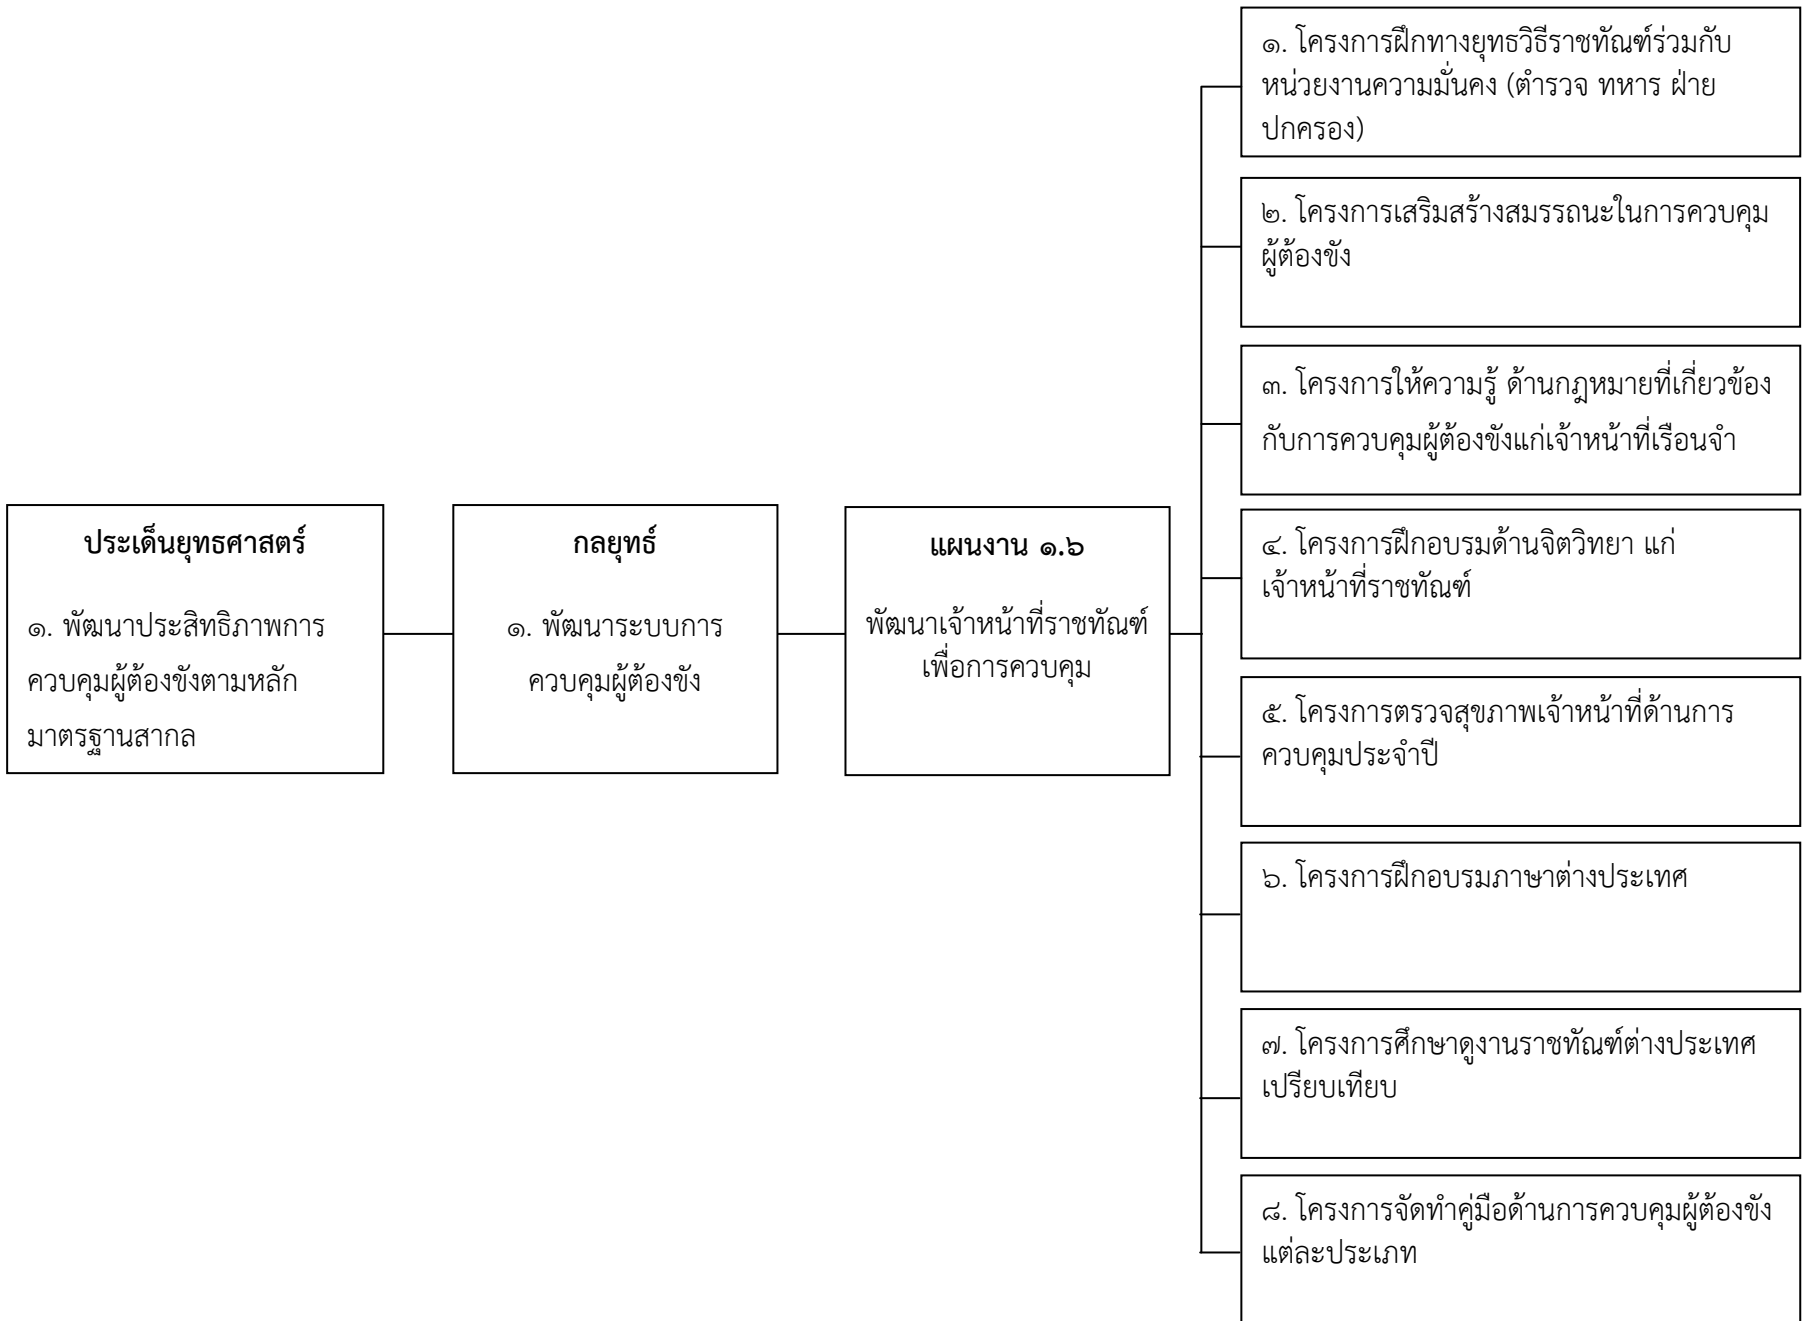 ประเด็นยุทธศาสตร์
๑. พัฒนาประสิทธิภาพการ
ควบคุมผู้ต้องขังตามหลัก
มาตรฐานสากล
กลยุทธ์
๑. พัฒนาระบบการ
ควบคุมผู้ต้องขัง
แผนงาน ๑.๖
พัฒนาเจ้าหน้าที่ราชทัณฑ์
เพื่อการควบคุม
๑. โครงการฝึกทางยุทธวิธีราชทัณฑ์ร่วมกับ
หน่วยงานความมั่นคง (ตำรวจ ทหาร ฝ่าย
ปกครอง)
๒. โครงการเสริมสร้างสมรรถนะในการควบคุม
ผู้ต้องขัง
๓. โครงการให้ความรู้ ด้านกฎหมายที่เกี่ยวข้อง
กับการควบคุมผู้ต้องขังแก่เจ้าหน้าที่เรือนจำ
๔. โครงการฝึกอบรมด้านจิตวิทยา แก่
เจ้าหน้าที่ราชทัณฑ์
๕. โครงการตรวจสุขภาพเจ้าหน้าที่ด้านการ
ควบคุมประจำปี
๖. โครงการฝึกอบรมภาษาต่างประเทศ
๗. โครงการศึกษาดูงานราชทัณฑ์ต่างประเทศ
เปรียบเทียบ
๘. โครงการจัดทำคู่มือด้านการควบคุมผู้ต้องขัง
แต่ละประเภท